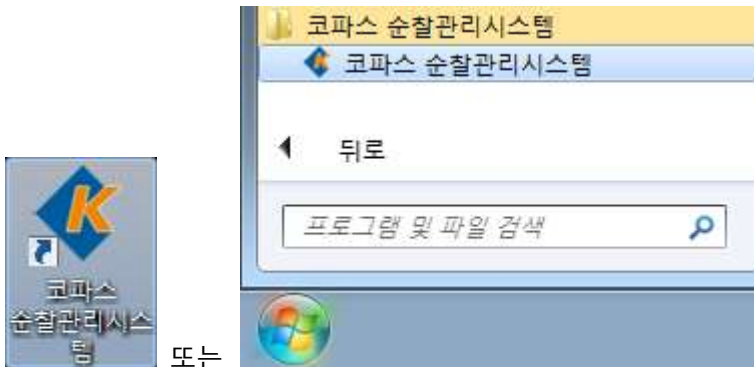 코파스 순찰관리시스템
코파스 순찰관리시스템
뒤로
프로그램 및 파일 검색
코파스
순찰관리시스
템
또는